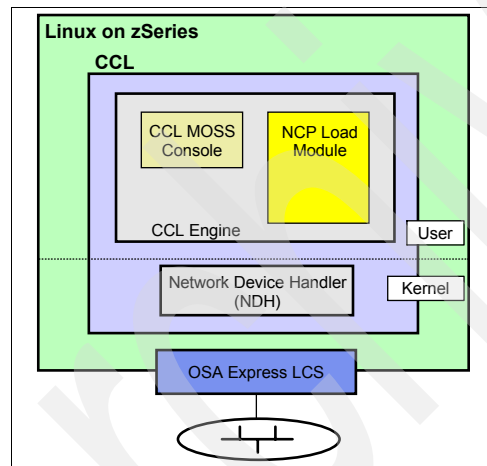 Linux on zSeries
CCL
CCL MOSS
Console
NCP Load
Module
CCL Engine
User
Network Device Handler
(NDH)
Kernel
OSA Express LCS